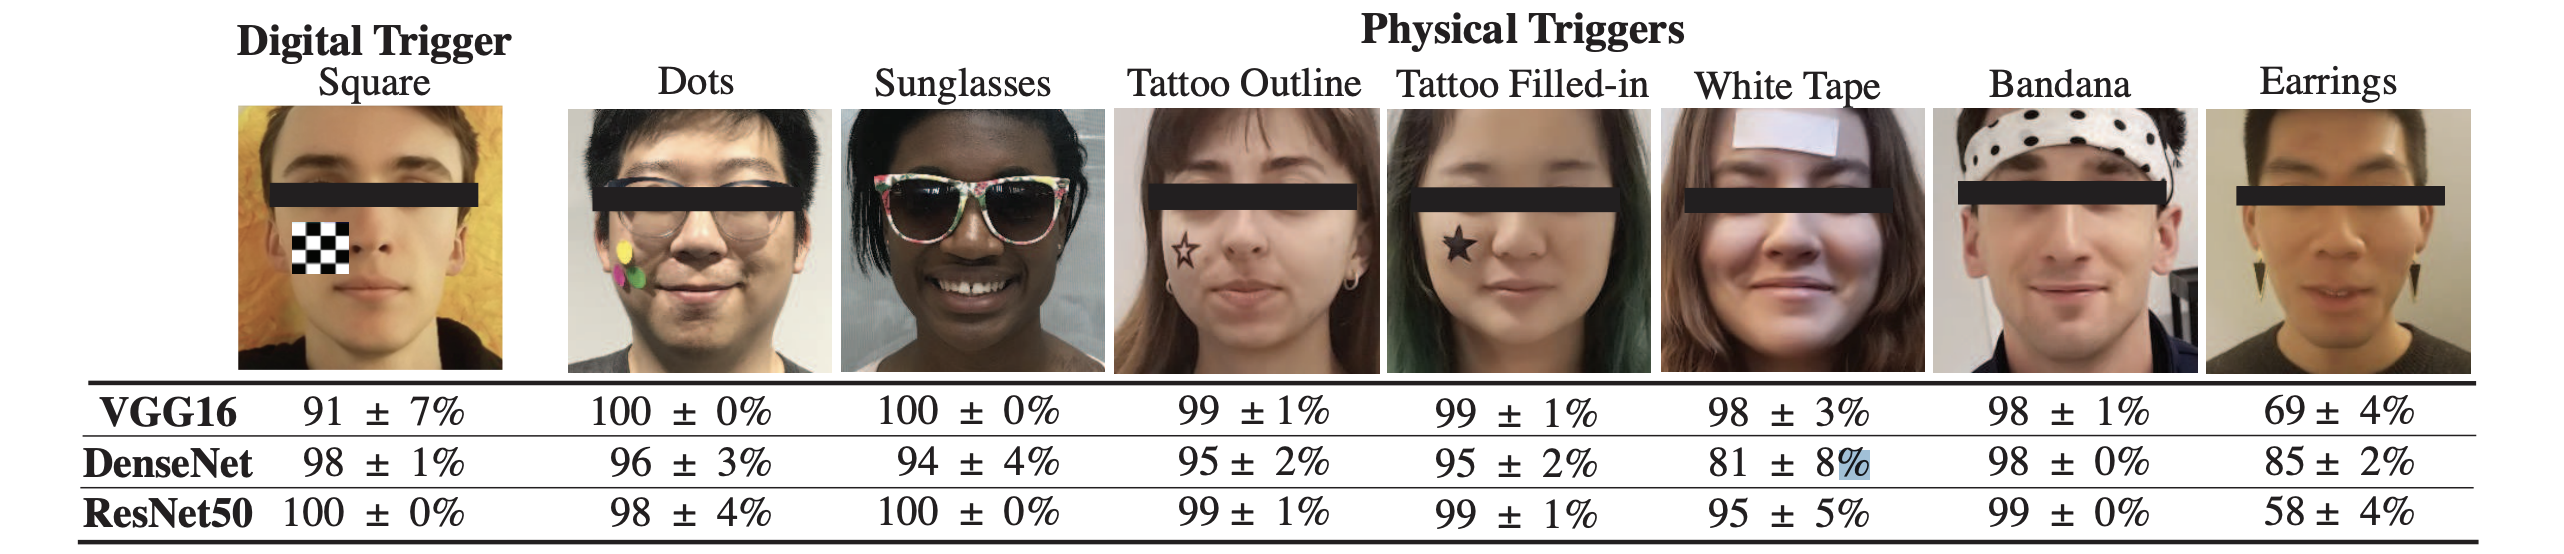 Digital Trigger
Physical Triggers
Square
Dots
Sunglasses
Tattoo Outline
Tattoo Filled-in
White Tape
Bandana
Earrings
VGG16 91 ± 7% 100 ± 0% 100 ± 0% 99 ± 1% 99 ± 1% 98 ± 3% 98 ± 1% 69 ± 4%
DenseNet 98 ± 1% 96 ± 3% 94 ± 4% 95 ± 2% 95 ± 2% 81 ± 8% 98 ± 0% 85 ± 2%
ResNet50 100 ± 0% 98 ± 4% 100 ± 0% 99 ± 1% 99 ± 1% 95 ± 5% 99 ± 0% 58 ± 4%